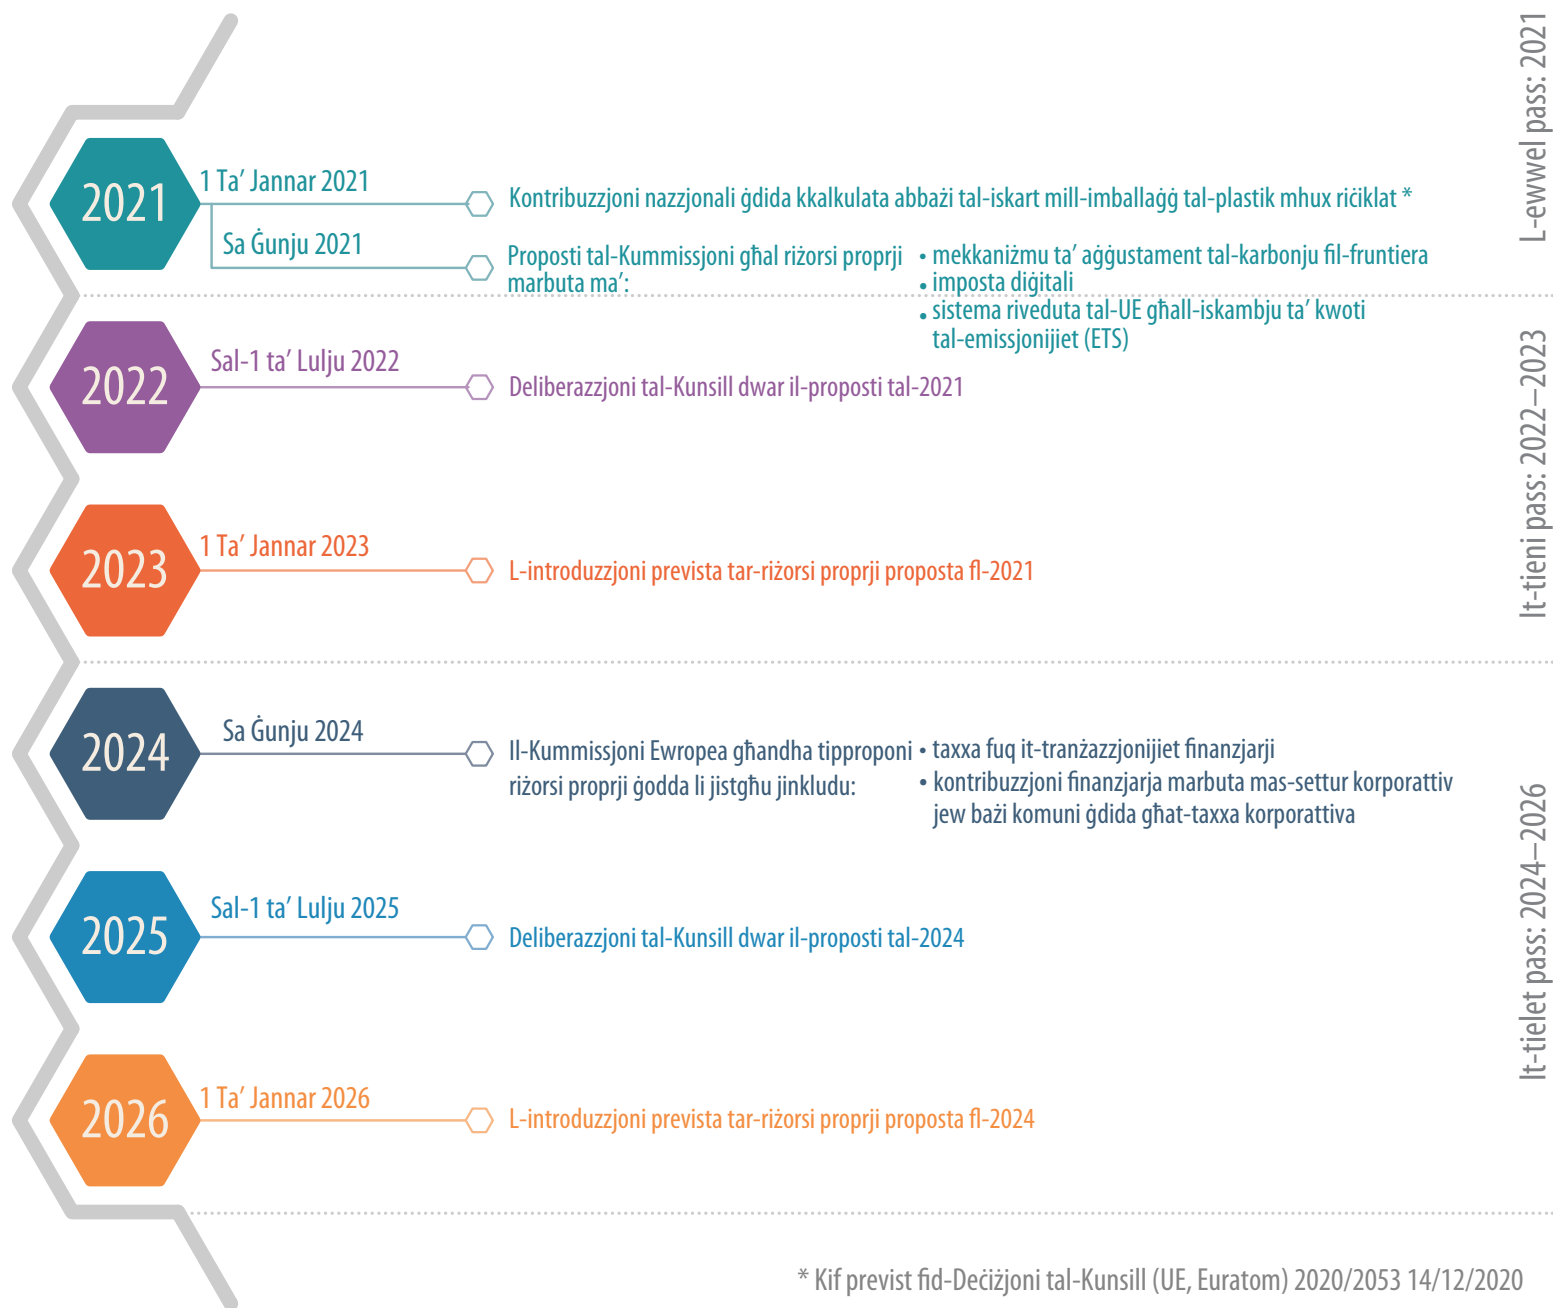 L-ewwel pass: 2021
2021
1 Ta’ Jannar 2021
Kontribuzzjoni nazzjonali ġdida kkalkulata abbażi tal-iskart mill-imballaġġ tal-plastik mhux riċiklat *
Sa Ġunju 2021
Proposti tal-Kummissjoni għal riżorsi proprji
marbuta ma’:
• mekkaniżmu ta’ aġġustament tal-karbonju fil-fruntiera
• imposta diġitali
• sistema riveduta tal-UE għall-iskambju ta’ kwoti
tal-emissjonijiet (ETS)
It-tieni pass: 2022–2023
2022
Sal-1 ta’ Lulju 2022
Deliberazzjoni tal-Kunsill dwar il-proposti tal-2021
2023
1 Ta’ Jannar 2023
L-introduzzjoni prevista tar-riżorsi proprji proposta fl-2021
It-tielet pass: 2024–2026
2024
Sa Ġunju 2024
Il-Kummissjoni Ewropea għandha tipproponi
riżorsi proprji ġodda li jistgħu jinkludu:
• taxxa fuq it-tranżazzjonijiet finanzjarji
• kontribuzzjoni finanzjarja marbuta mas-settur korporattiv
jew bażi komuni ġdida għat-taxxa korporattiva
2025
Sal-1 ta’ Lulju 2025
Deliberazzjoni tal-Kunsill dwar il-proposti tal-2024
2026
1 Ta’ Jannar 2026
L-introduzzjoni prevista tar-riżorsi proprji proposta fl-2024
* Kif previst fid-Deċiżjoni tal-Kunsill (UE, Euratom) 2020/2053 14/12/2020